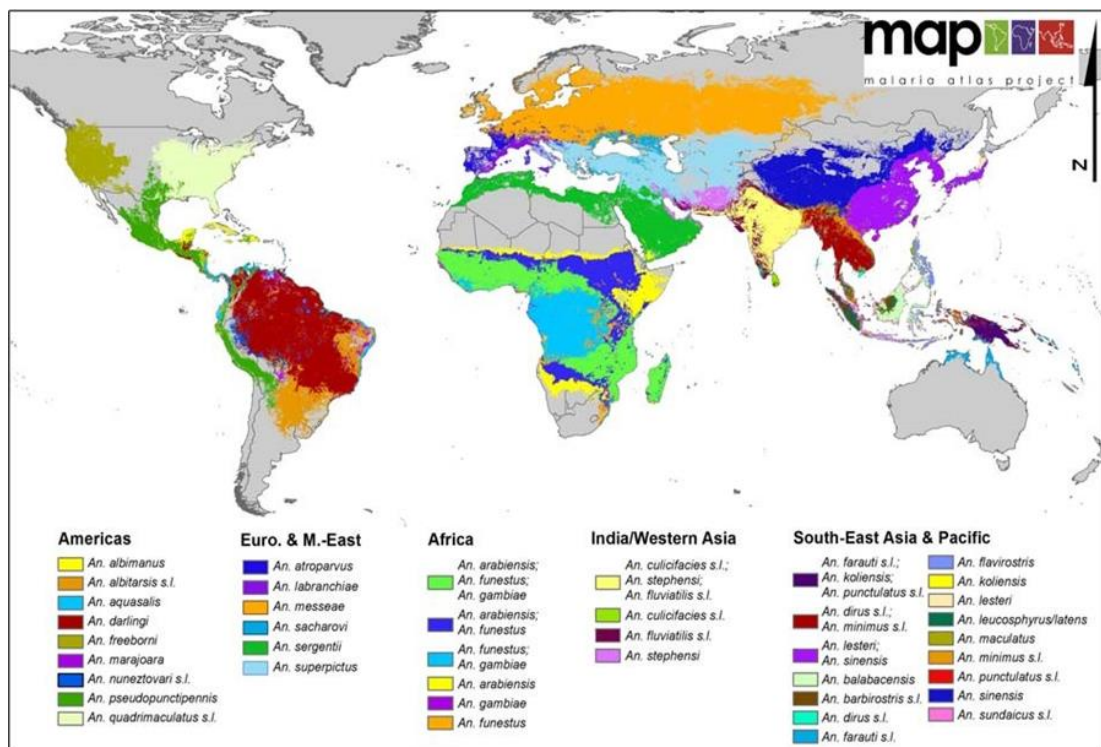 map
malaria atlas project
N
Americas
An. albimanus
An. albitarsis s.l.
An. aquasalis
An. darlingi
An. freeborni
An. marajoara
An. nuneztovari s.l.
An. pseudopunctipennis
An. quadrimaculatus s.l.
Euro. & M.-East
An. atroparvus
An. labranchiae
An. messeae
An. sacharovi
An. sergentii
An. superpictus
Africa
An. arabiensis;
An. funestus;
An. gambiae
An. arabiensis;
An. funestus
An. funestus;
An. gambiae
An. arabiensis
An. gambiae
An. funestus
India/Western Asia
An. culicifacies s.l.;
An. stephensi;
An. fluviatilis s.l.
An. culicifacies s.l.
An. fluviatilis s.l.
An. stephensi
South-East Asia & Pacific
An. farauti s.l.;
An. koliensis;
An. punctulatus s.l.
An. dirus s.l.;
An. minimus s.l.
An. lesteri;
An. sinensis
An. balabacensis
An. barbirostris s.l.
An. dirus s.l.
An. farauti s.l.
An. flavirostris
An. koliensis
An. lesteri
An. leucosphyrus/latens
An. maculatus
An. minimus s.l.
An. punctulatus s.l.
An. sinensis
An. sundaicus s.l.